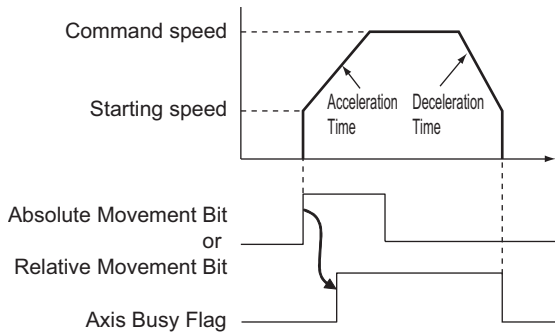 Command speed
Acceleration
Time
Deceleration
Time
Starting speed
Absolute Movement Bit
or
Relative Movement Bit
Axis Busy Flag